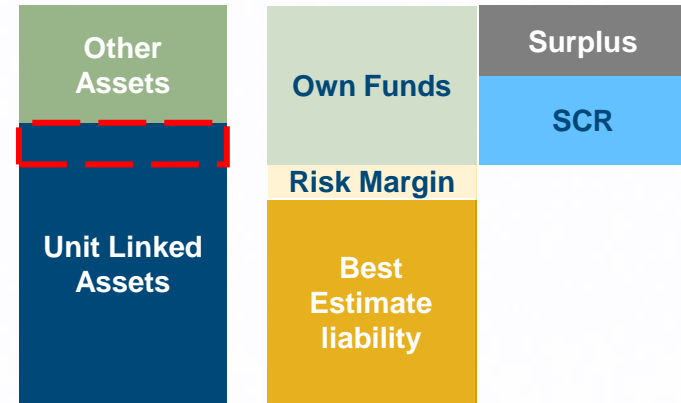 Other
Assets
Unit Linked
Assets
Own Funds
Risk Margin
Best
Estimate
liability
Surplus
SCR